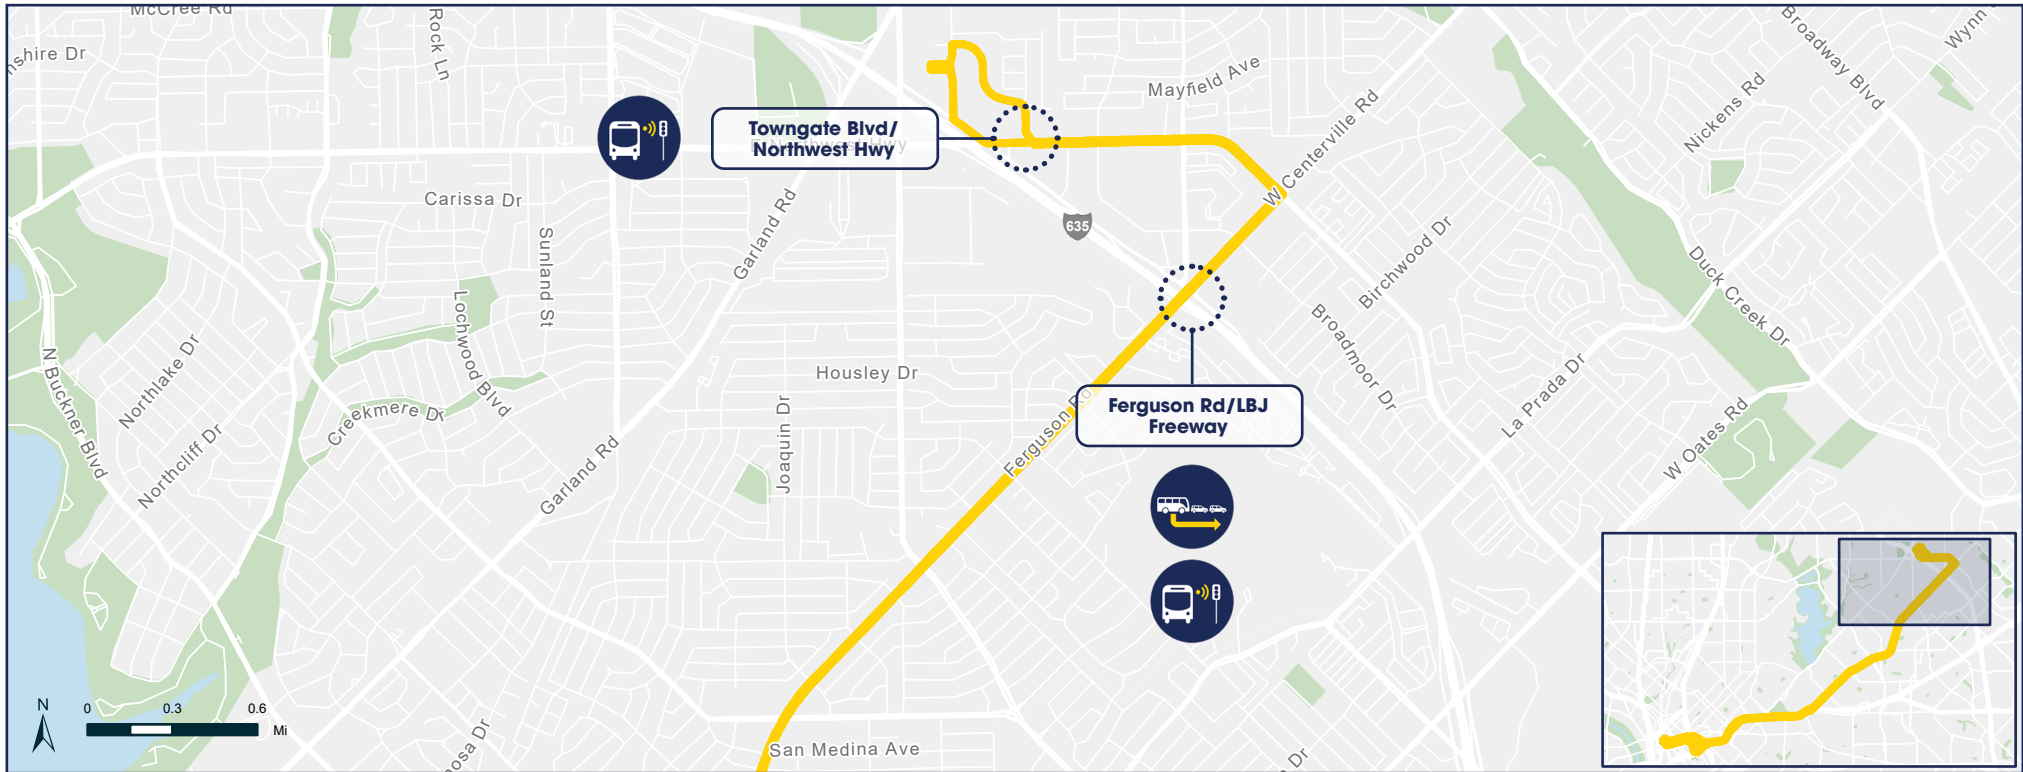 McCree Rd
Rock Ln
Broadway Blvd
shire Dr
Mayfield Ave
Nickens Rd
Towngate Blvd/
Northwest Hwy
W Centerville Rd
Carissa Dr
Garland Rd
635
Sunland St
Birchwood Dr
Duck Creek Dr
Lochwood Blvd
Broadmoor Dr
Northlake Dr
N Buckner Blvd
Housley Dr
La Prada Dr
Creekmere Dr
Joaquin Dr
Ferguson Rd
Ferguson Rd/LBJ
Freeway
W Oates Rd
Northcliff Dr
Garland Rd
N
0 0.3 0.6
Mi
San Medina Ave
Dr